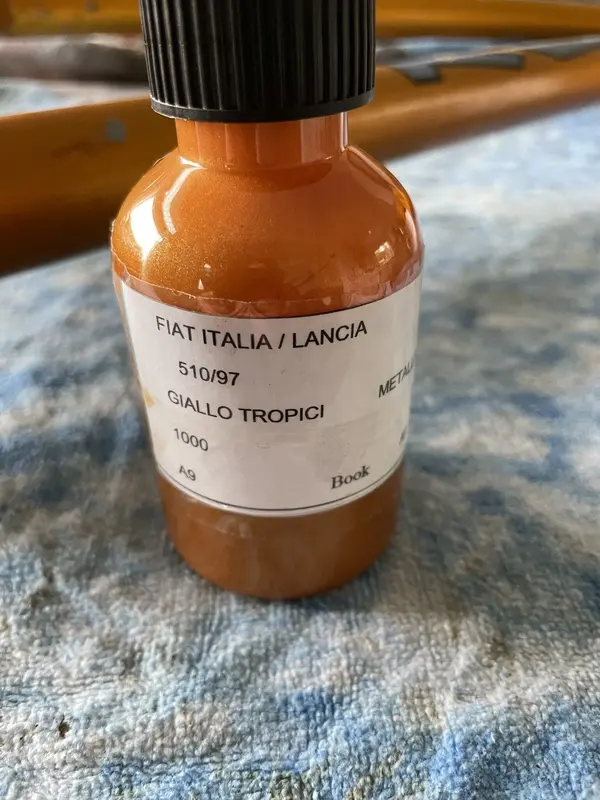 FIAT ITALIA / LANCIA
510/97
GIALLO TROPICI
1000
A9
Book